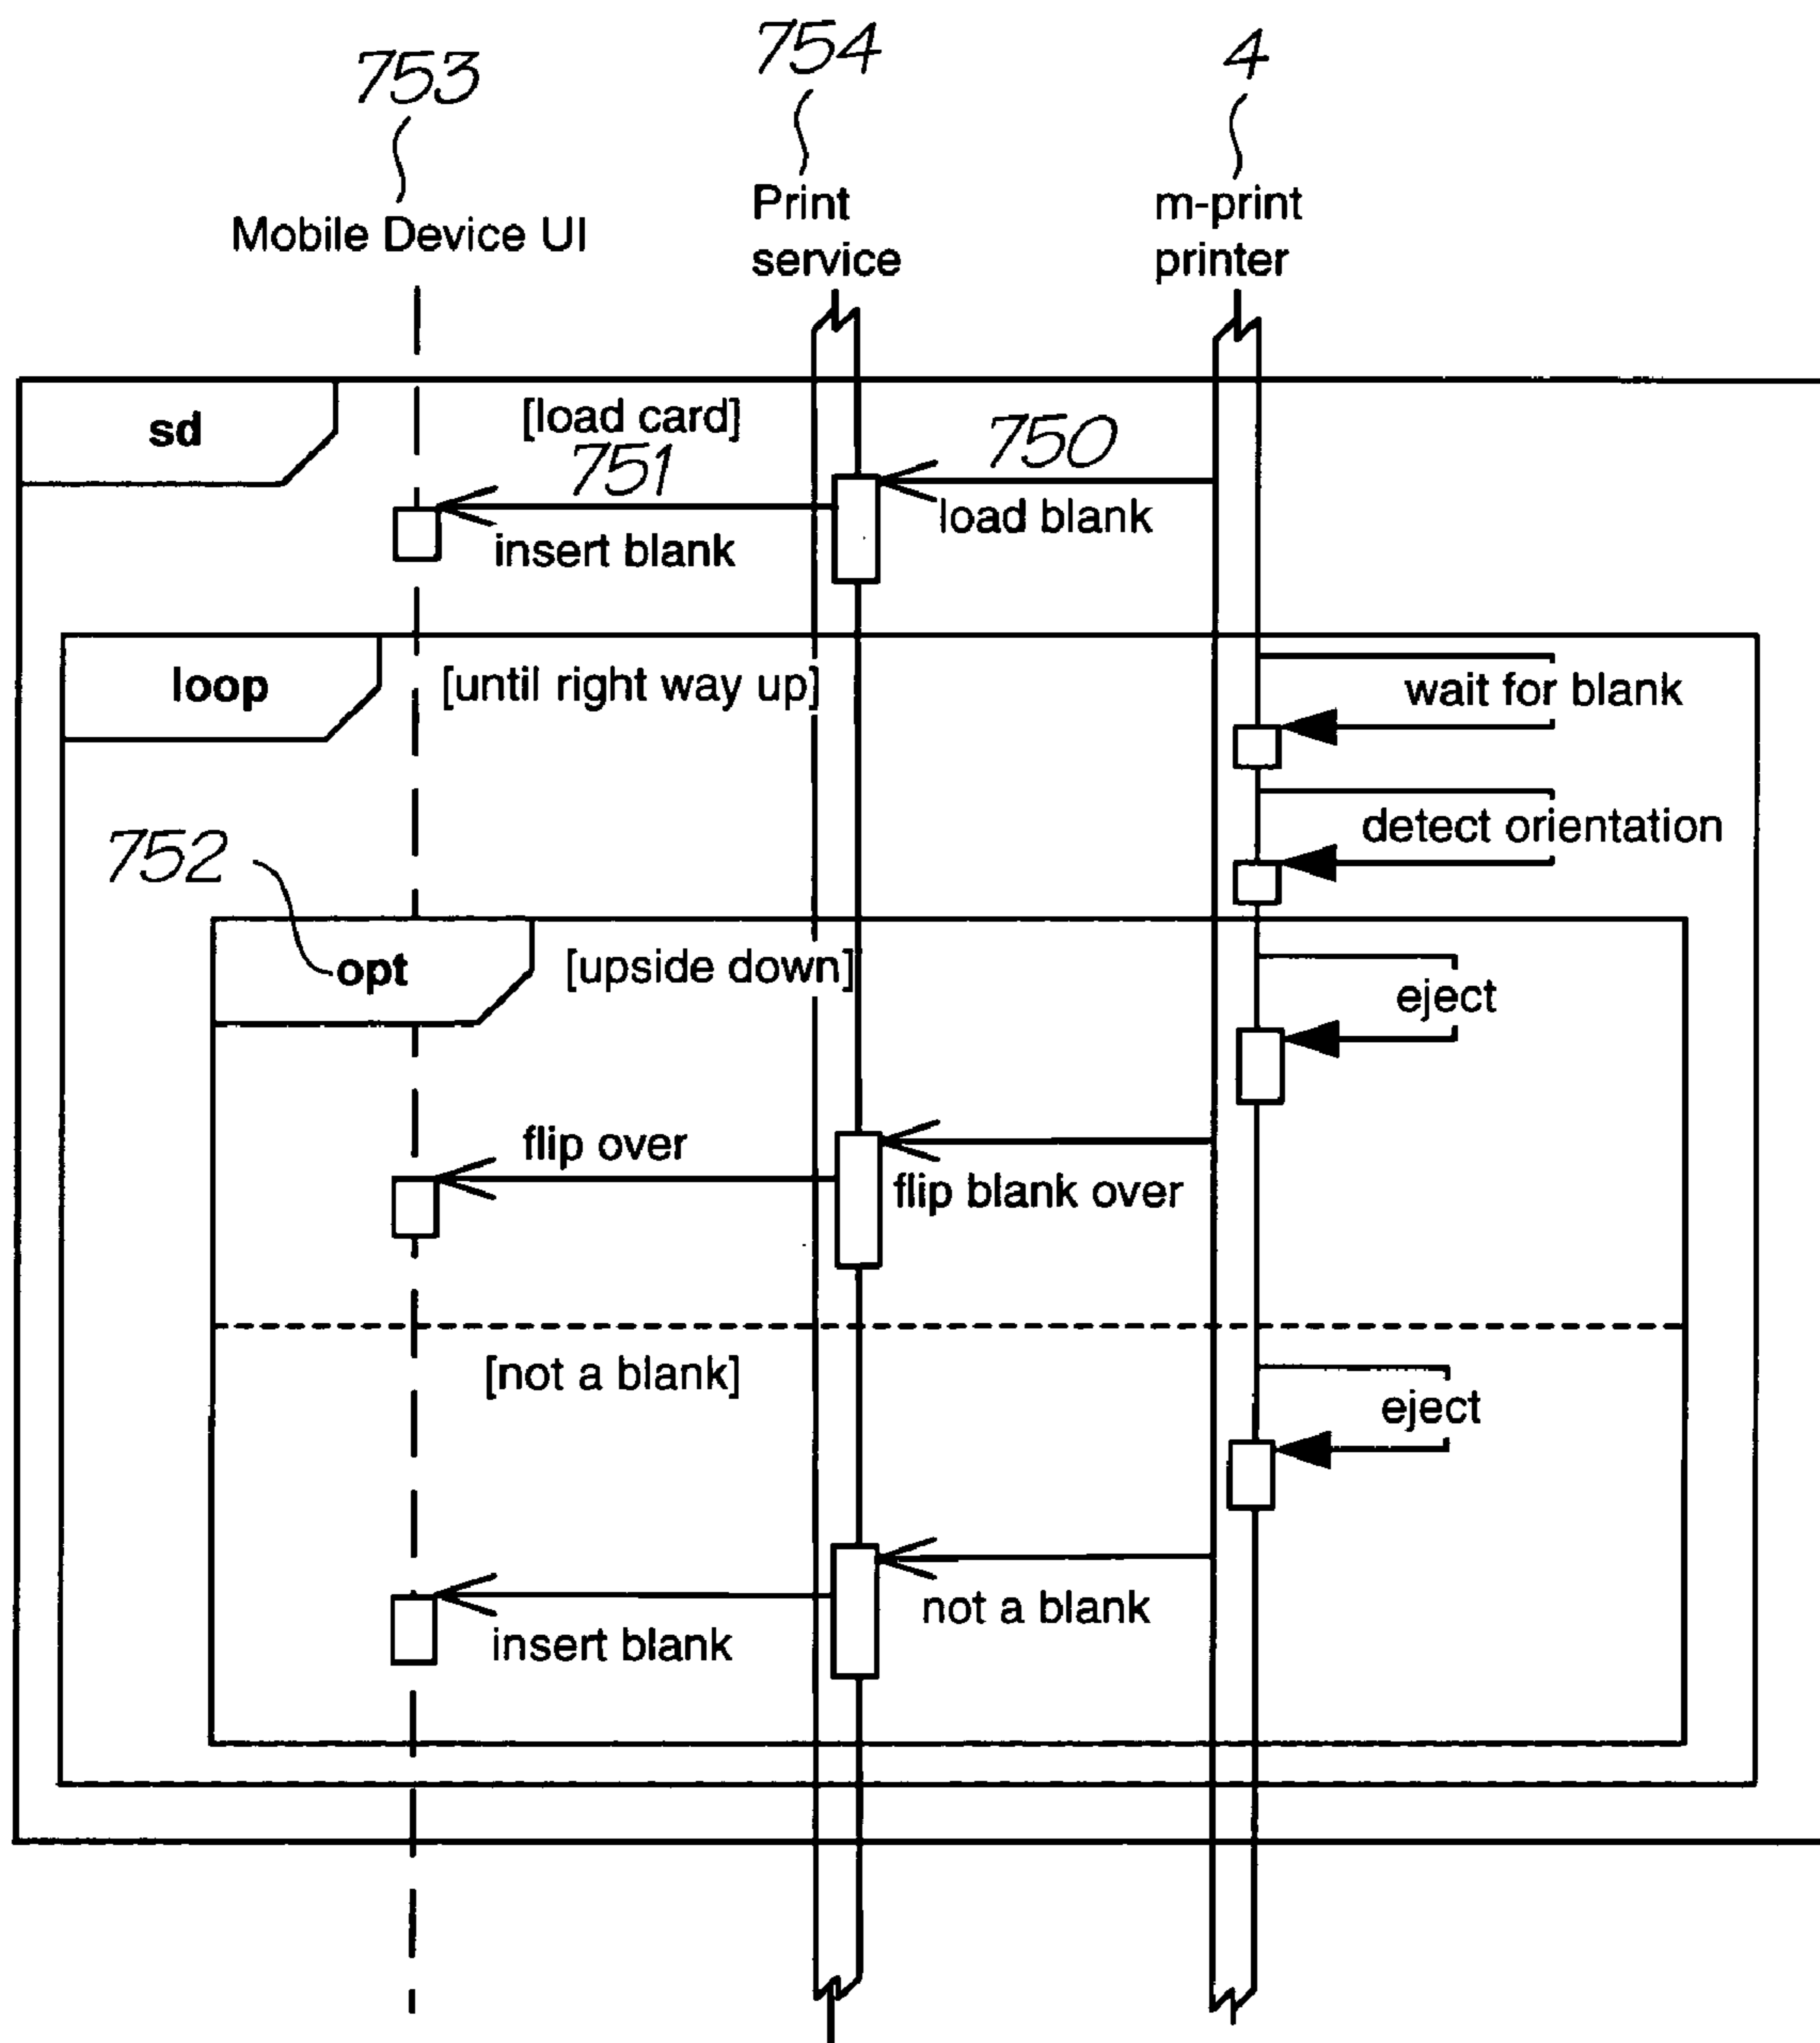 753
754
4
Mobile Device UI
Print
service
m-print
printer
sd
[load card]
750
751
load blank
insert blank
loop
[until right way up]
wait for blank
detect orientation
752
opt
[upside down]
eject
flip over
flip blank over
[not a blank]
eject
not a blank
insert blank